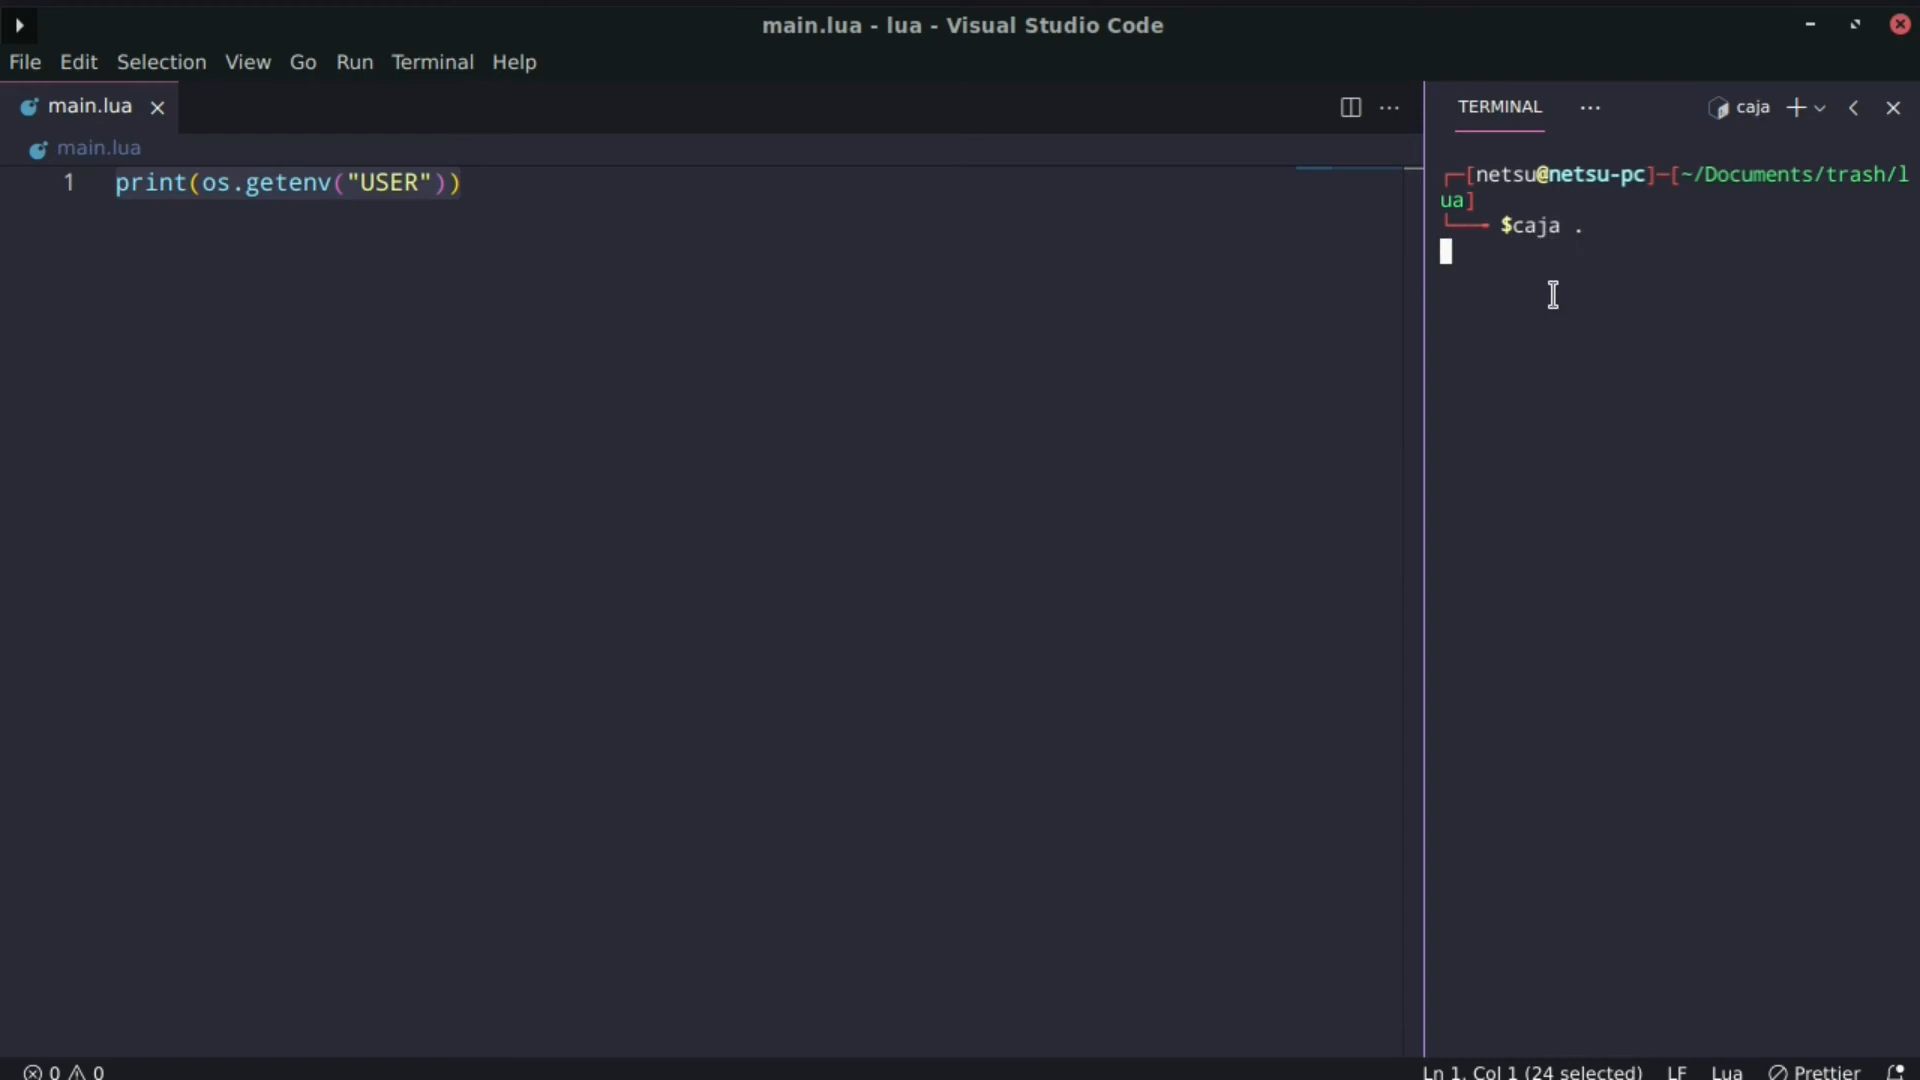 main.lua - lua - Visual Studio Code
File Edit Selection View Go Run Terminal Help
main.lua
main.lua
1 print(os.getenv("USER"))
TERMINAL caja
[netsu@netsu-pc]─[~/Documents/trash/l
ua]
$caja .
0 0
Ln 1, Col 1 (24 selected) LF Lua Prettier